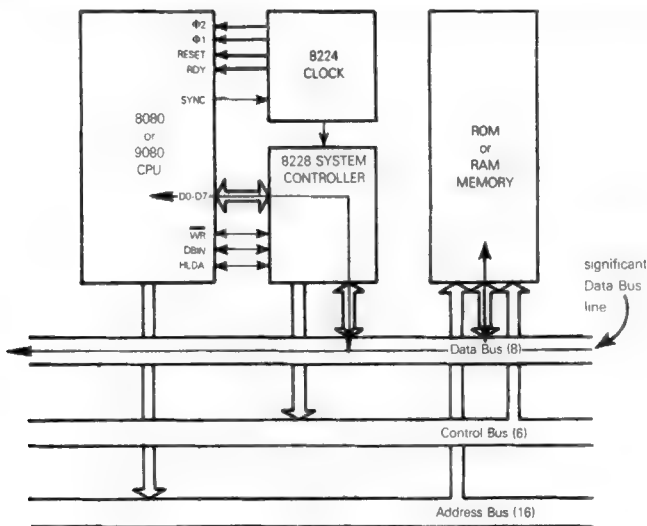 Φ2
Φ1
RESET
RDY
SYNC
8080
or
9080
CPU
D0-D7
WR
DBIN
HLDA
8224
CLOCK
8228 SYSTEM
CONTROLLER
ROM
or
RAM
MEMORY
significant
Data Bus
line
Data Bus (8)
Control Bus (6)
Address Bus (16)